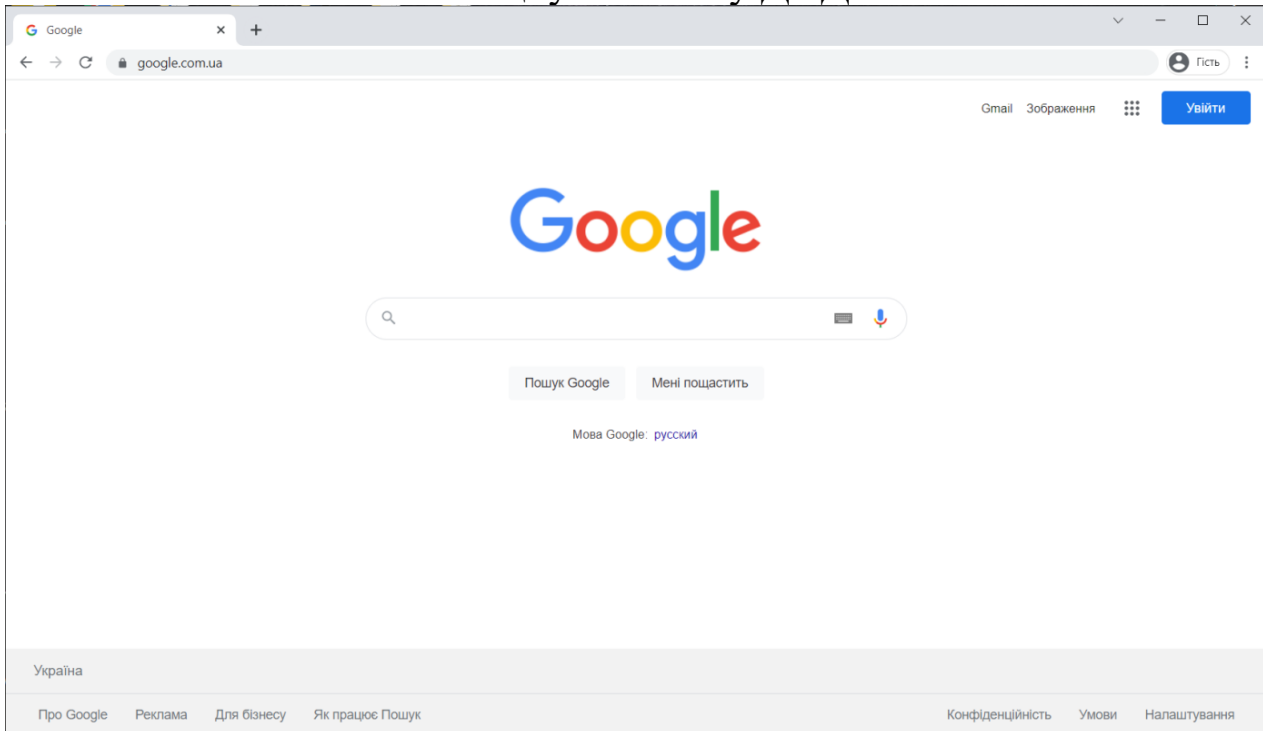 Google
google.com.ua
Гість
Gmail Зображення Увійти
Google
Пошук Google Мені пощастить
Мова Google: русский
Україна
Про Google Реклама Для бізнесу Як працює Пошук Конфіденційність Умови Налаштування